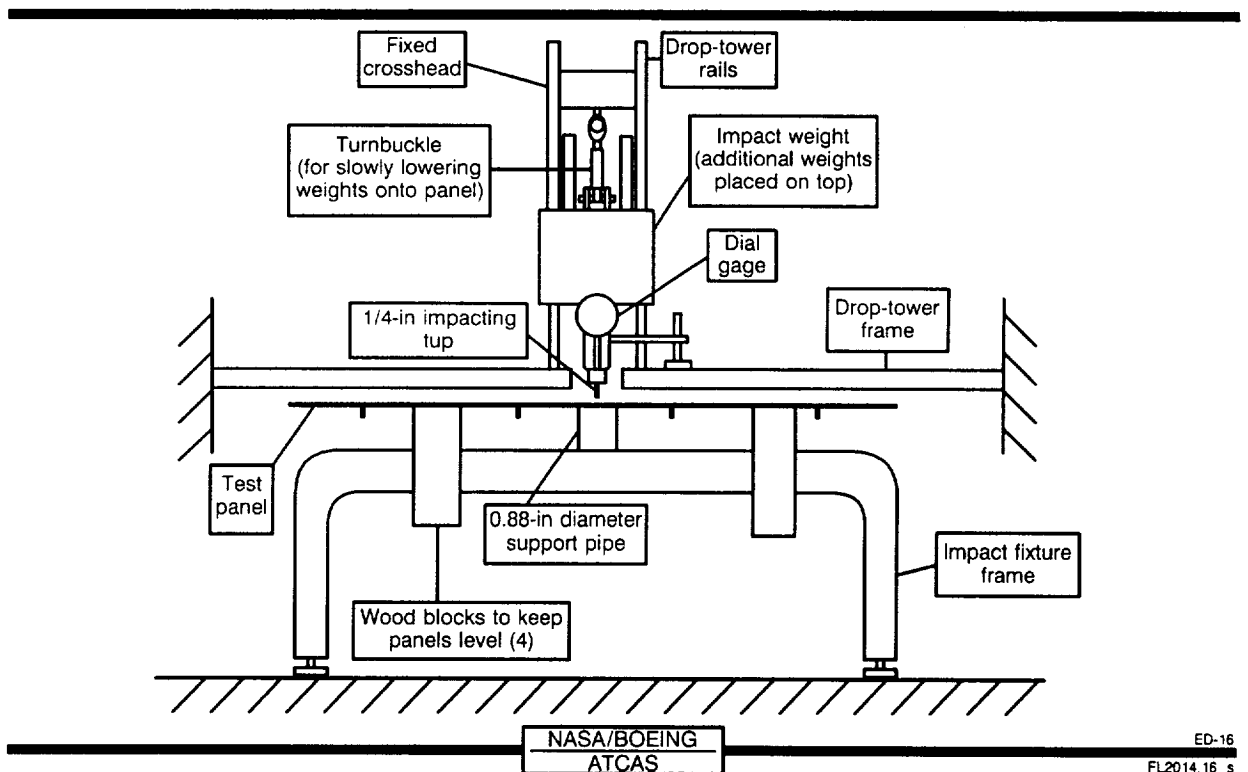 Fixed
crosshead
Drop-tower
rails
Turnbuckle
(for slowly lowering
weights onto panel)
Impact weight
(additional weights
placed on top)
Dial
gage
1/4-in impacting
tup
Drop-tower
frame
Test
panel
0.88-in diameter
support pipe
Impact fixture
frame
Wood blocks to keep
panels level (4)
NASA/BOEING
ATCAS
ED-16
FL2014.16 s